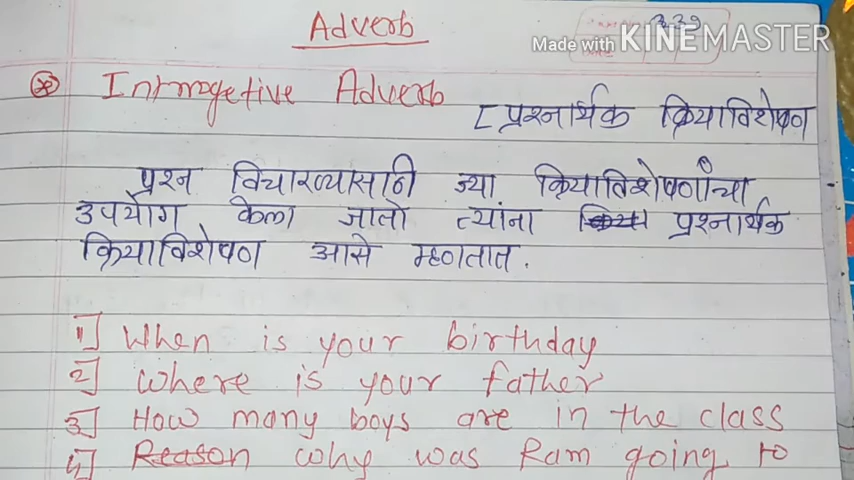 Adverb
Made with KINEMASTER
Introgetive Adverb
[ प्रश्नार्थक क्रियाविशेषण
प्रश्न विचारण्यासाठी ज्या क्रियाविशेषणांचा
उपयोग केला जातो त्यांना प्रश्नार्थक
क्रियाविशेषण आसे म्हणतात.
1] When is your birthday
2] where is your father
3] How many boys are in the class
4] Reason why was Ram going to